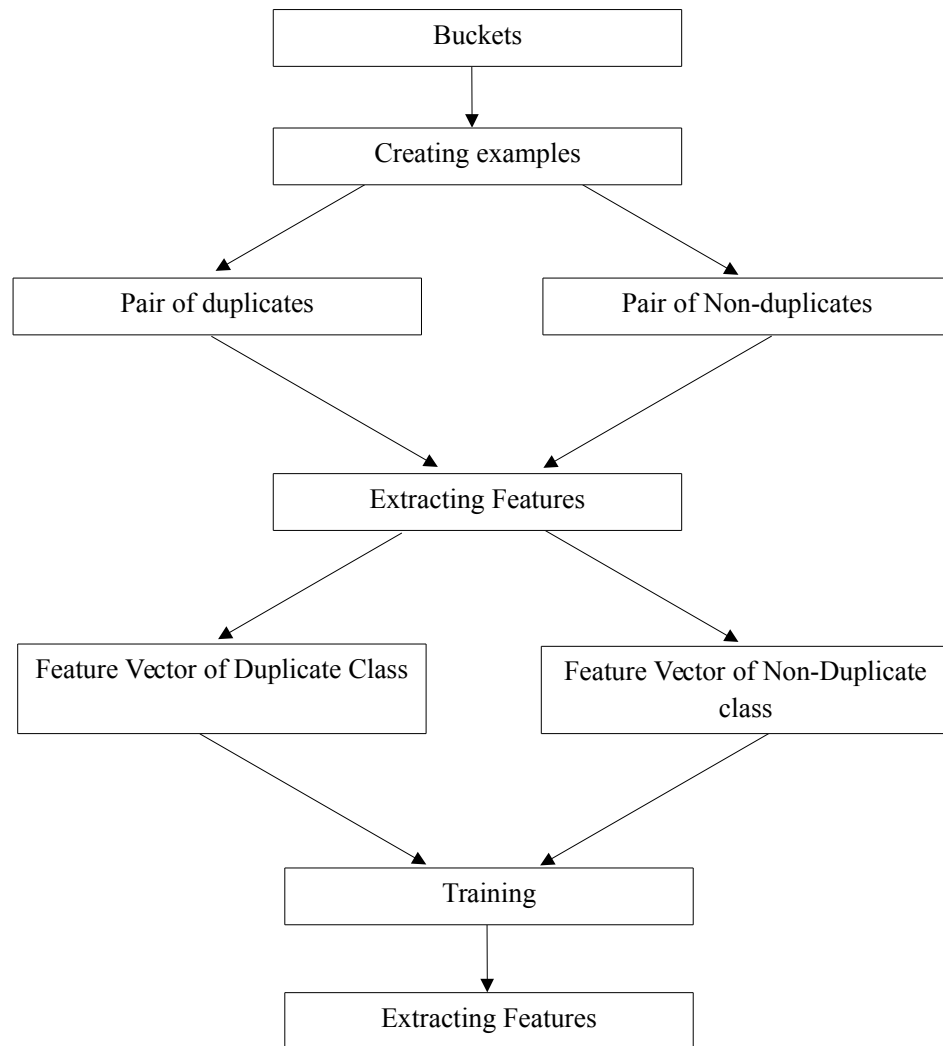 Buckets
Creating examples
Pair of duplicates
Pair of Non-duplicates
Extracting Features
Feature Vector of Duplicate Class
Feature Vector of Non-Duplicate
class
Training
Extracting Features